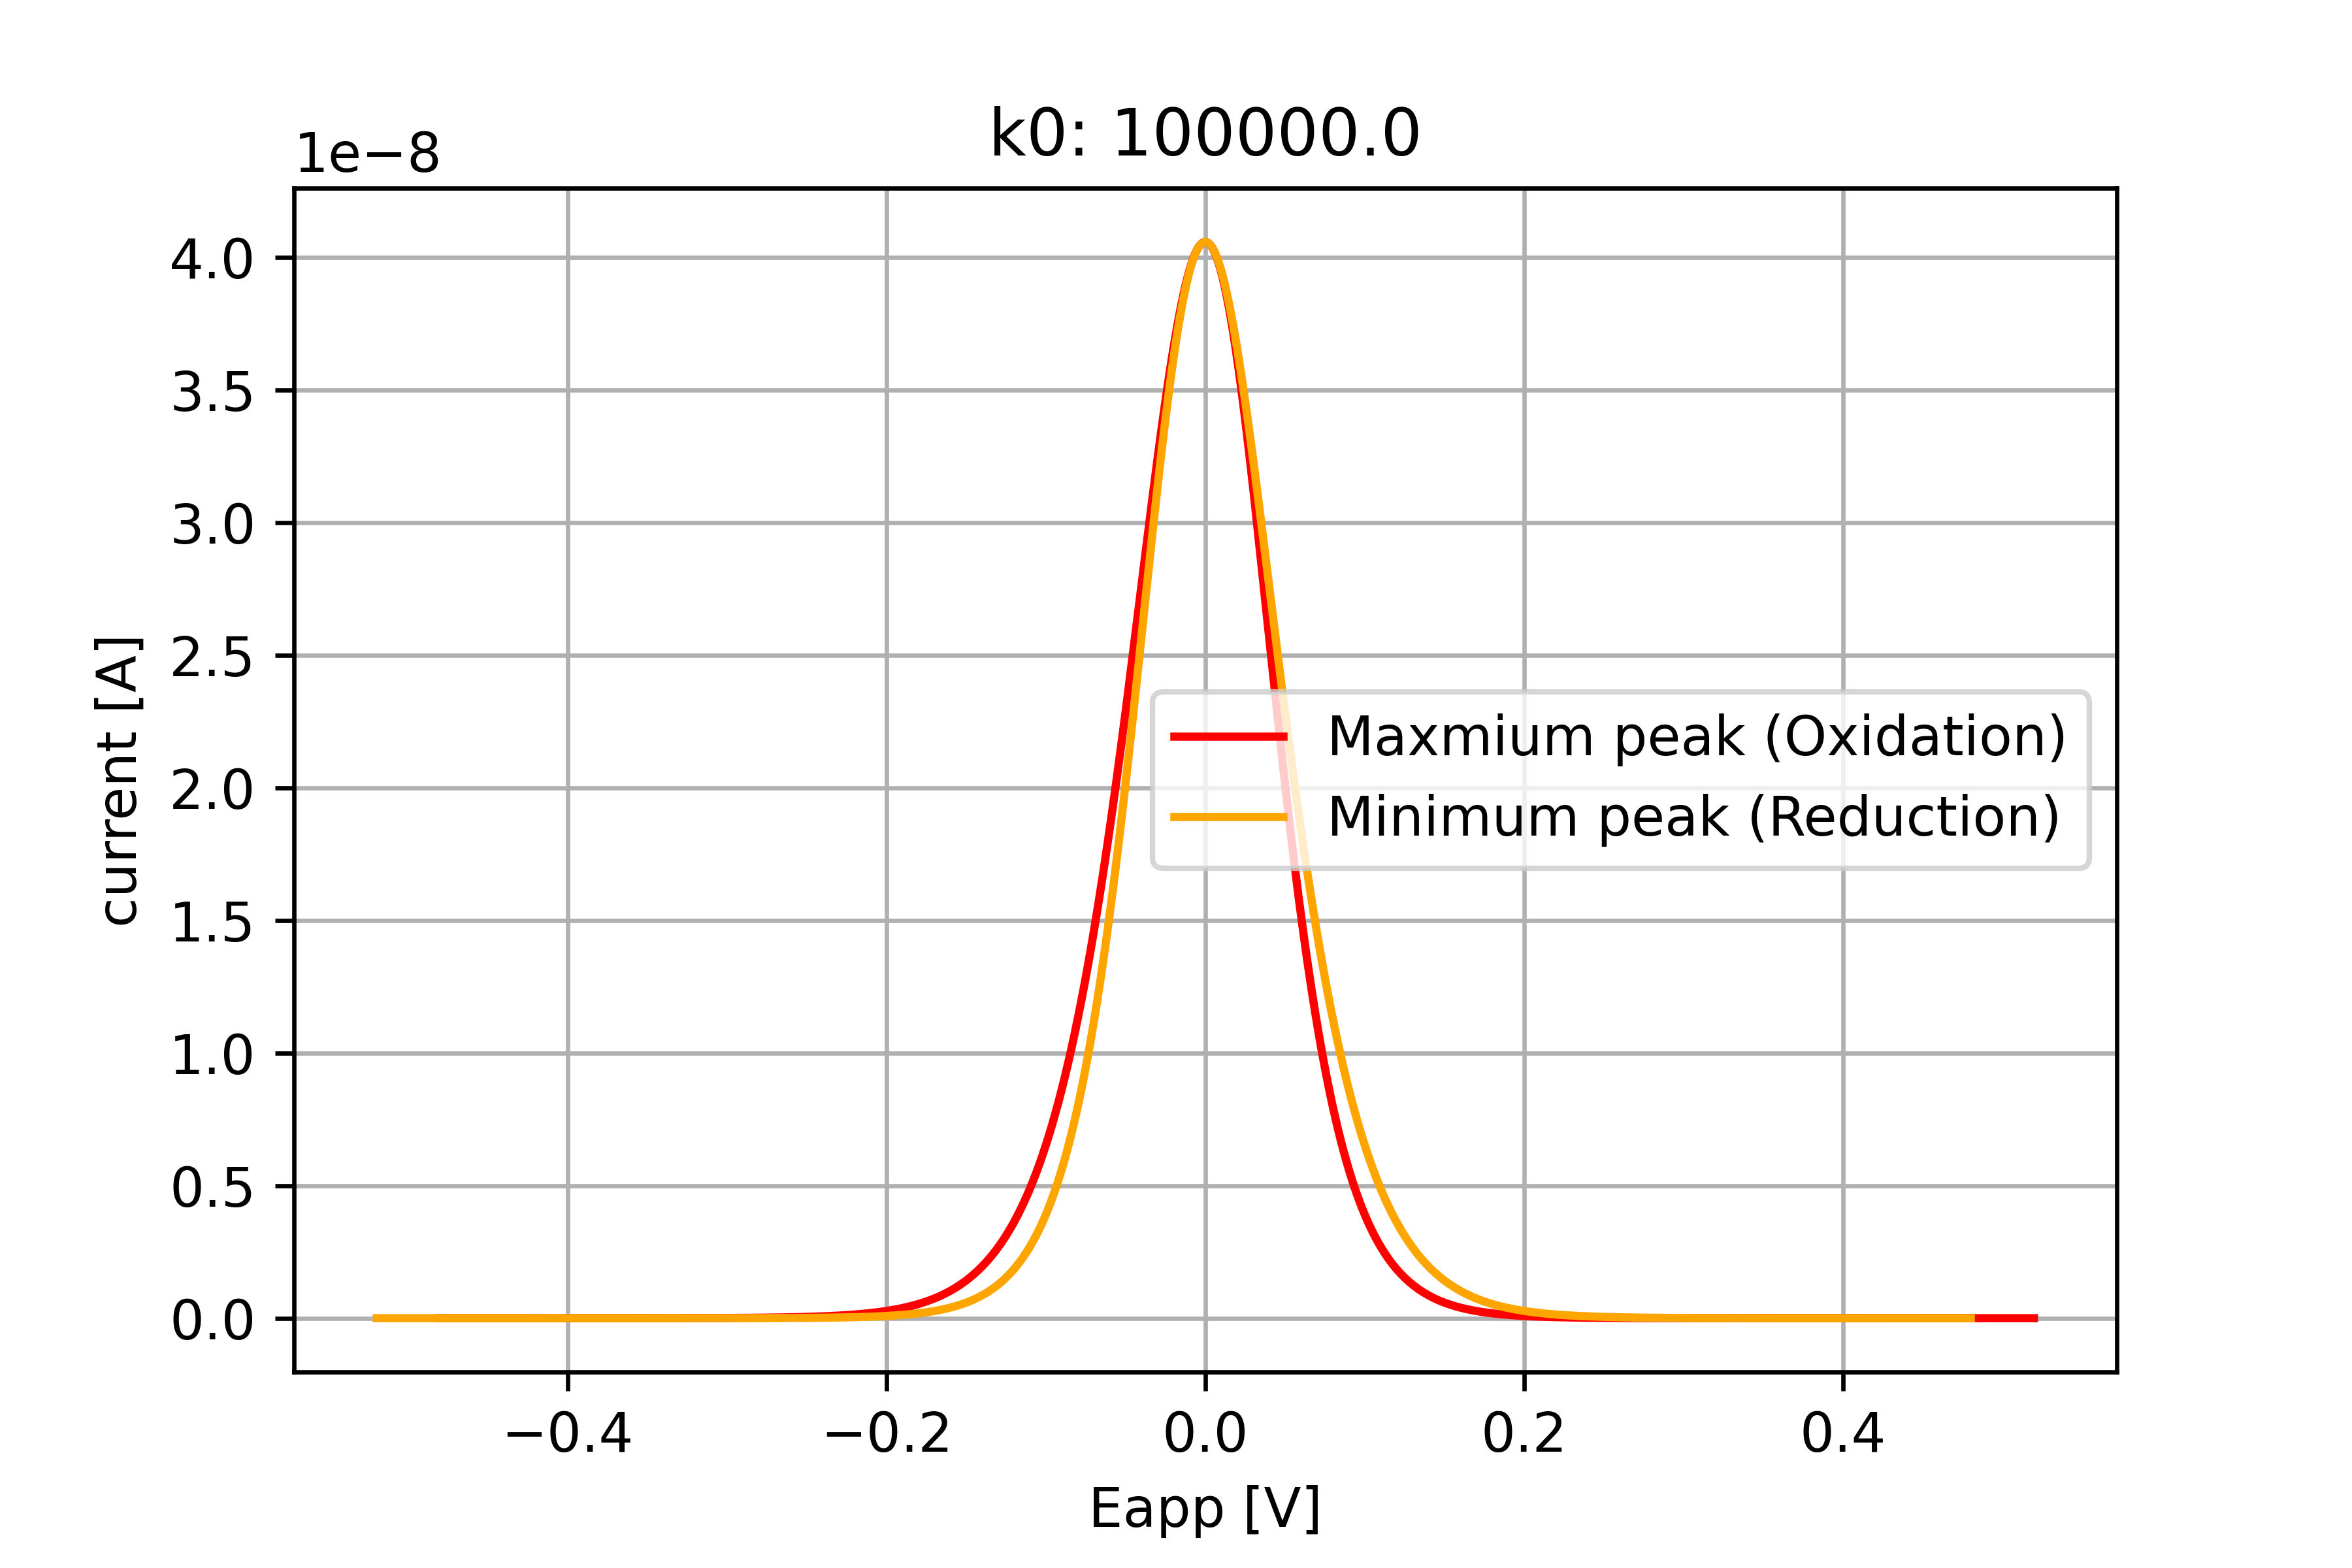 k0: 100000.0
1e−8
4.0
3.5
3.0
2.5
2.0
1.5
1.0
0.5
0.0
current [A]
Maxmium peak (Oxidation)
Minimum peak (Reduction)
−0.4 −0.2 0.0 0.2 0.4
Eapp [V]